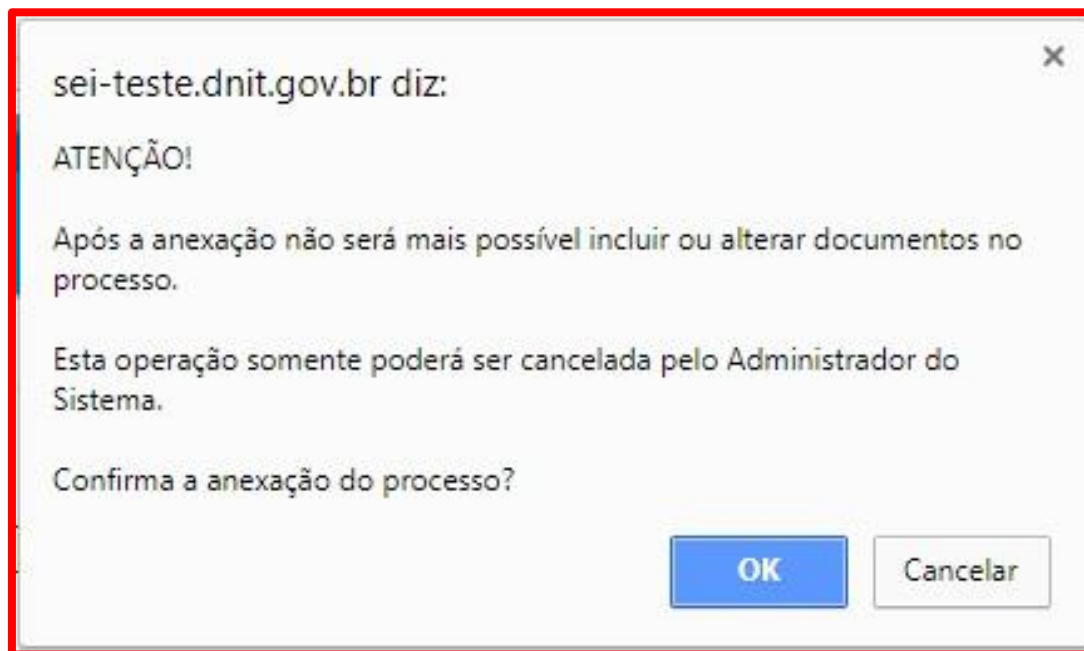 sei-teste.dnit.gov.br diz:
ATENÇÃO!
Após a anexação não será mais possível incluir ou alterar documentos no
processo.
Esta operação somente poderá ser cancelada pelo Administrador do
Sistema.
Confirma a anexação do processo?
OK
Cancelar